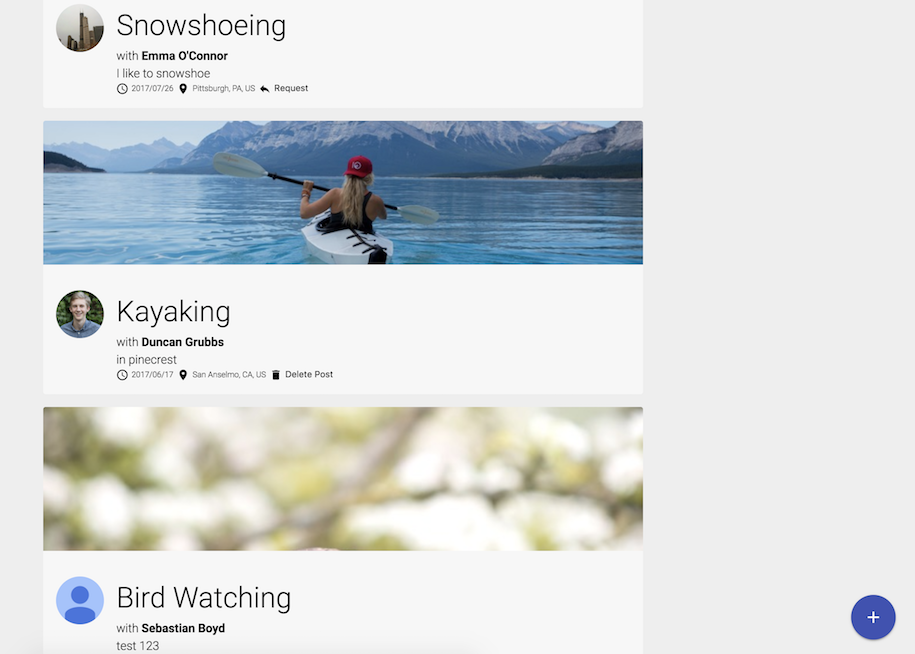 Snowshoeing
with Emma O'Connor
I like to snowshoe
2017/07/26 Pittsburgh, PA, US Request
Kayaking
with Duncan Grubbs
in pinecrest
2017/06/17 San Anselmo, CA, US Delete Post
Bird Watching
with Sebastian Boyd
test 123
+